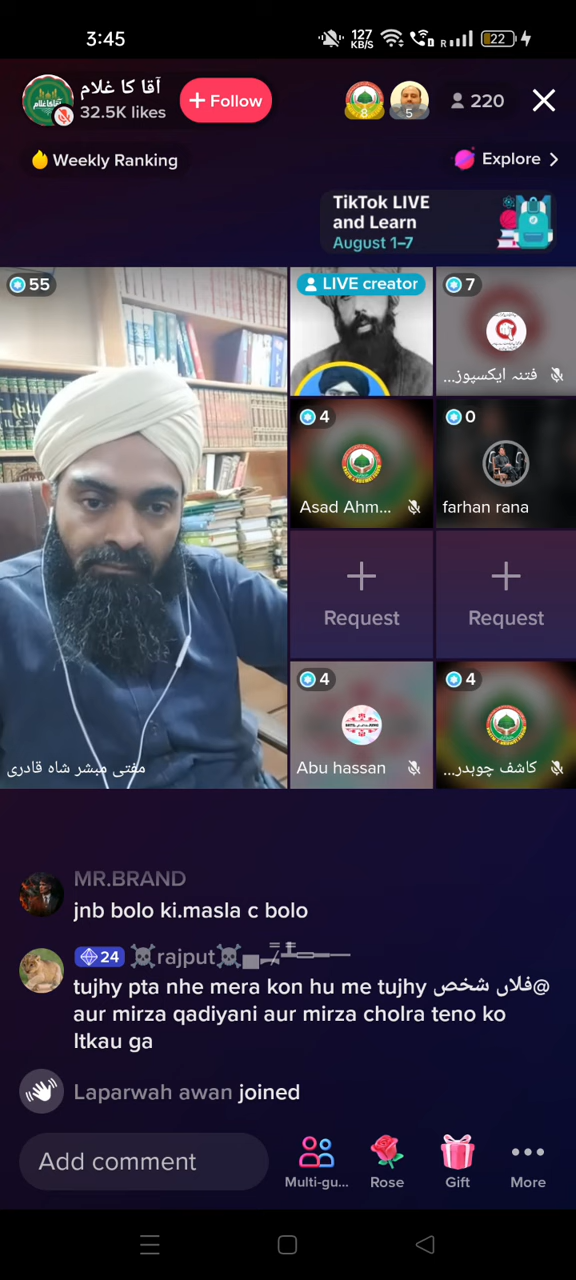 3:45
127
KB/S
R
22
آقا کا غلام
32.5K likes
+ Follow
8
5
220
Weekly Ranking
Explore >
TikTok LIVE
and Learn
August 1–7
55
LIVE creator
7
فتنہ ایکسپوز...
4
0
Asad Ahm...
farhan rana
Request
Request
4
4
مفتی مبشر شاہ قادری
Abu hassan
کاشف چوہدر...
MR.BRAND
jnb bolo ki.masla c bolo
24 ☠rajput☠
tujhy pta nhe mera kon hu me tujhy @فلاں شخص
aur mirza qadiyani aur mirza cholra teno ko
ltkau ga
Laparwah awan joined
Add comment
Multi-gu...
Rose
Gift
More